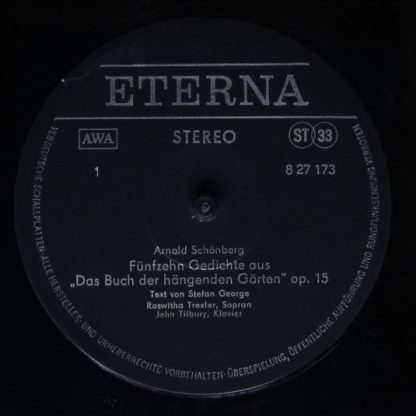 ETERNA
AWA
STEREO
ST 33
1
8 27 173
Arnold Schönberg
Fünfzehn Gedichte aus
„Das Buch der hängenden Gärten" op. 15
Text von Stefan George
Roswitha Trexler, Sopran
John Tilbury, Klavier
VEB DEUTSCHE SCHALLPLATTEN ALLE HERSTELLER- UND URHEBERRECHTE VORBEHALTEN-ÜBERSPIELUNG, ÖFFENTLICHE AUFFÜHRUNG UND RUNDFUNKSENDUNG VERBOTEN